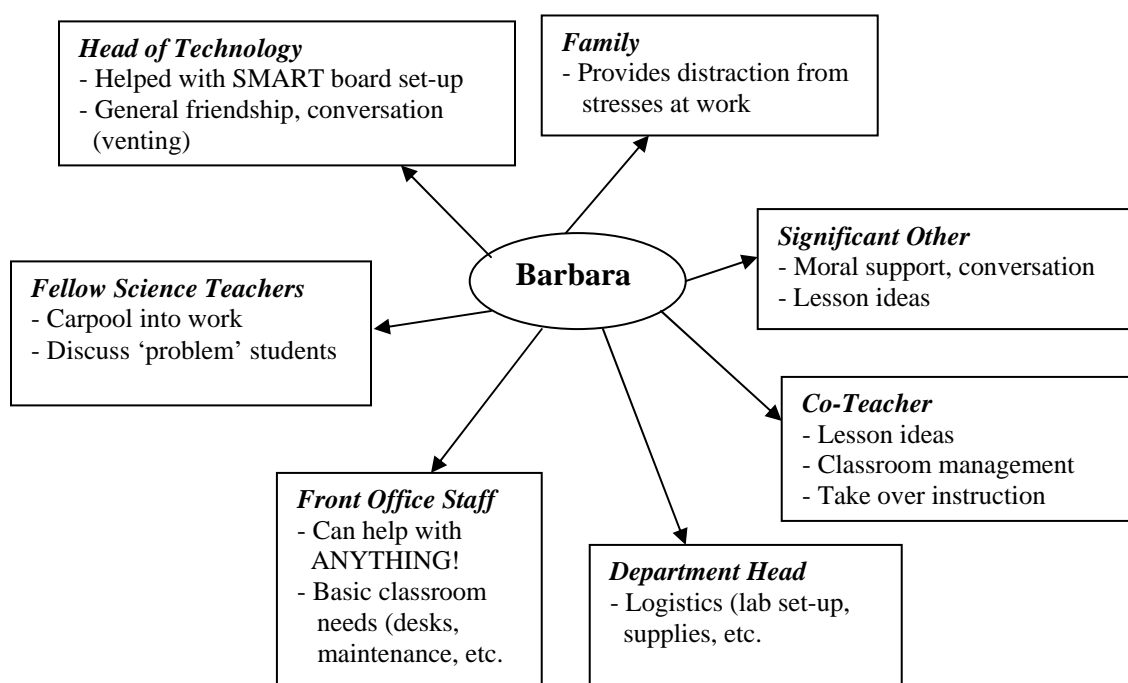 Head of Technology
- Helped with SMART board set-up
- General friendship, conversation
(venting)
Family
- Provides distraction from
stresses at work
Barbara
Significant Other
- Moral support, conversation
- Lesson ideas
Fellow Science Teachers
- Carpool into work
- Discuss ‘problem’ students
Co-Teacher
- Lesson ideas
- Classroom management
- Take over instruction
Front Office Staff
- Can help with
ANYTHING!
- Basic classroom
needs (desks,
maintenance, etc.
Department Head
- Logistics (lab set-up,
supplies, etc.